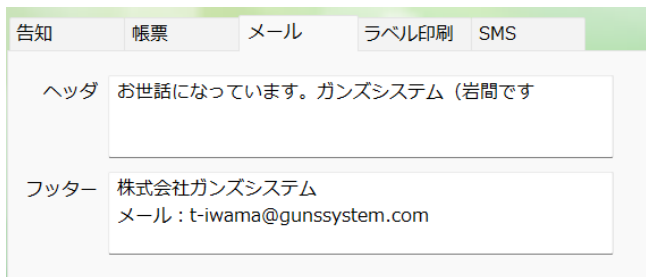 告知 帳票 メール ラベル印刷 SMS
ヘッダ お世話になっています。ガンズシステム（岩間です
フッター 株式会社ガンズシステム
メール：t-iwama@gunssystem.com